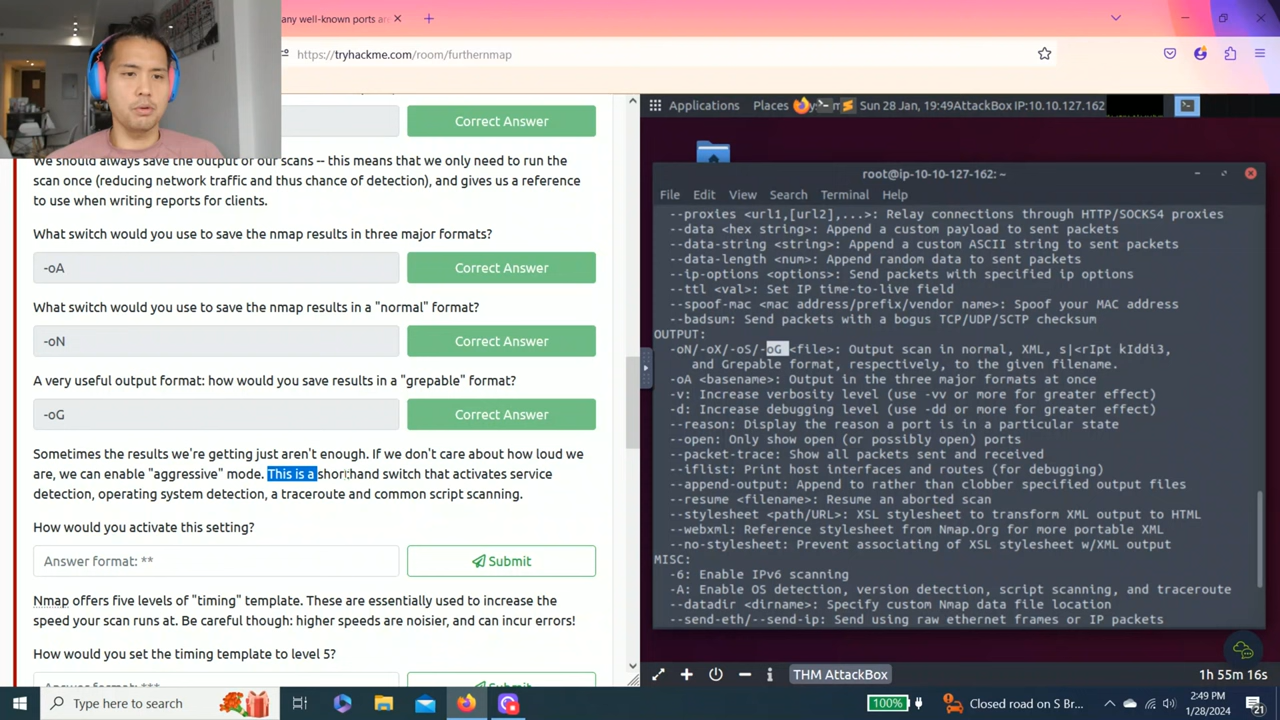 any well-known ports ar
https://tryhackme.com/room/furthernmap
Correct Answer
We should always save the output of our scans -- this means that we only need to run the
scan once (reducing network traffic and thus chance of detection), and gives us a reference
to use when writing reports for clients.
What switch would you use to save the nmap results in three major formats?
-oA
Correct Answer
What switch would you use to save the nmap results in a "normal" format?
-oN
Correct Answer
A very useful output format: how would you save results in a "grepable" format?
-oG
Correct Answer
Sometimes the results we're getting just aren't enough. If we don't care about how loud we
are, we can enable "aggressive" mode. This is a shorthand switch that activates service
detection, operating system detection, a traceroute and common script scanning.
How would you activate this setting?
Answer format: **
Submit
Nmap offers five levels of "timing" template. These are essentially used to increase the
speed your scan runs at. Be careful though: higher speeds are noisier, and can incur errors!
How would you set the timing template to level 5?
Answer format: ***
Submit
Applications Places Sun 28 Jan, 19:49 AttackBox IP:10.10.127.162
root@ip-10-10-127-162: ~
File Edit View Search Terminal Help
--proxies <url1,[url2],...>: Relay connections through HTTP/SOCKS4 proxies
--data <hex string>: Append a custom payload to sent packets
--data-string <string>: Append a custom ASCII string to sent packets
--data-length <num>: Append random data to sent packets
--ip-options <options>: Send packets with specified ip options
--ttl <val>: Set IP time-to-live field
--spoof-mac <mac address/prefix/vendor name>: Spoof your MAC address
--badsum: Send packets with a bogus TCP/UDP/SCTP checksum
OUTPUT:
-oN/-oX/-oS/-oG <file>: Output scan in normal, XML, s|<rIpt kIddi3,
and Grepable format, respectively, to the given filename.
-oA <basename>: Output in the three major formats at once
-v: Increase verbosity level (use -vv or more for greater effect)
-d: Increase debugging level (use -dd or more for greater effect)
--reason: Display the reason a port is in a particular state
--open: Only show open (or possibly open) ports
--packet-trace: Show all packets sent and received
--iflist: Print host interfaces and routes (for debugging)
--append-output: Append to rather than clobber specified output files
--resume <filename>: Resume an aborted scan
--stylesheet <path/URL>: XSL stylesheet to transform XML output to HTML
--webxml: Reference stylesheet from Nmap.Org for more portable XML
--no-stylesheet: Prevent associating of XSL stylesheet w/XML output
MISC:
-6: Enable IPv6 scanning
-A: Enable OS detection, version detection, script scanning, and traceroute
--datadir <dirname>: Specify custom Nmap data file location
--send-eth/--send-ip: Send using raw ethernet frames or IP packets
THM AttackBox
1h 55m 16s
Type here to search
100%
Closed road on S Br...
2:49 PM
1/28/2024
21